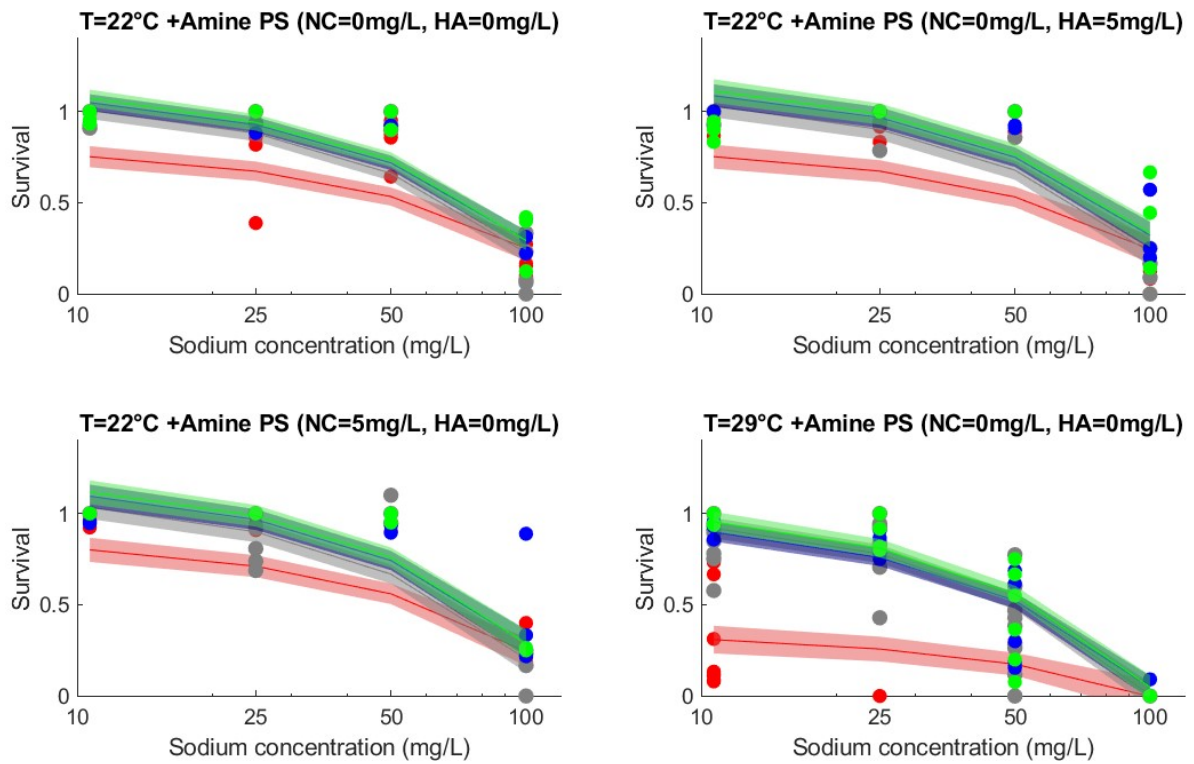 T=22°C +Amine PS (NC=0mg/L, HA=0mg/L)
Survival
1
0.5
0
10
25
50
100
Sodium concentration (mg/L)
T=22°C +Amine PS (NC=0mg/L, HA=5mg/L)
Survival
1
0.5
0
10
25
50
100
Sodium concentration (mg/L)
T=22°C +Amine PS (NC=5mg/L, HA=0mg/L)
Survival
1
0.5
0
10
25
50
100
Sodium concentration (mg/L)
T=29°C +Amine PS (NC=0mg/L, HA=0mg/L)
Survival
1
0.5
0
10
25
50
100
Sodium concentration (mg/L)